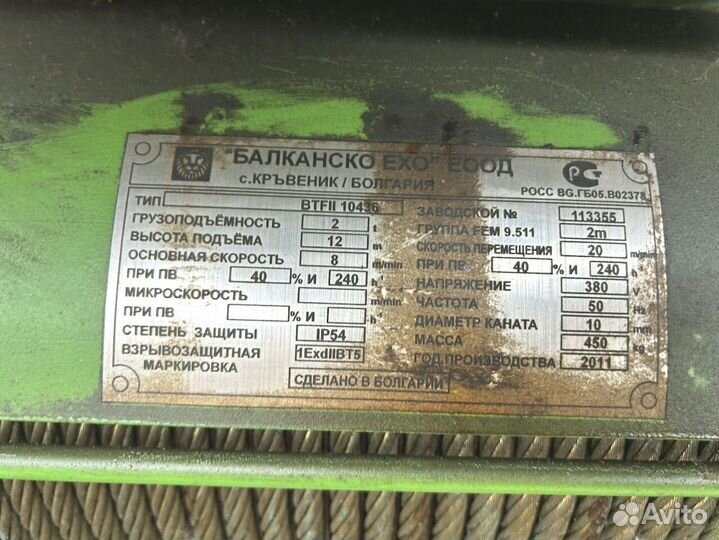 "БАЛКАНСКО ЕХО" ЕООД
с.КРЪВЕНИК / БОЛГАРИЯ
РОСС BG.ГБ05.В02378
ТИП BTFII 10436
ГРУЗОПОДЪЁМНОСТЬ 2 t
ВЫСОТА ПОДЪЁМА 12 m
ОСНОВНАЯ СКОРОСТЬ 8 m/min
ПРИ ПВ 40 % И 240 h⁻
МИКРОСКОРОСТЬ m/min
ПРИ ПВ % И h⁻
СТЕПЕНЬ ЗАЩИТЫ IP54
ВЗРЫВОЗАЩИТНАЯ МАРКИРОВКА 1ExdIIBT5
СДЕЛАНО В БОЛГАРИИ
ЗАВОДСКОЙ № 113355
ГРУППА FEM 9.511 2m
СКОРОСТЬ ПЕРЕМЕЩЕНИЯ 20 m/min
ПРИ ПВ 40 % И 240 h⁻
НАПРЯЖЕНИЕ 380 V
ЧАСТОТА 50 Hz
ДИАМЕТР КАНАТА 10 mm
МАССА 450 kg
ГОД ПРОИЗВОДСТВА 2011
Avito